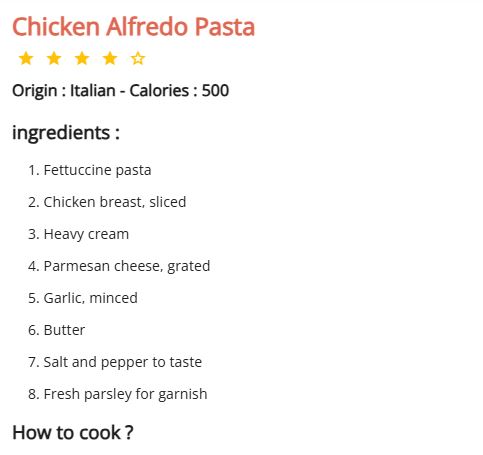 Chicken Alfredo Pasta
Origin : Italian - Calories : 500
ingredients :
1. Fettuccine pasta
2. Chicken breast, sliced
3. Heavy cream
4. Parmesan cheese, grated
5. Garlic, minced
6. Butter
7. Salt and pepper to taste
8. Fresh parsley for garnish
How to cook ?